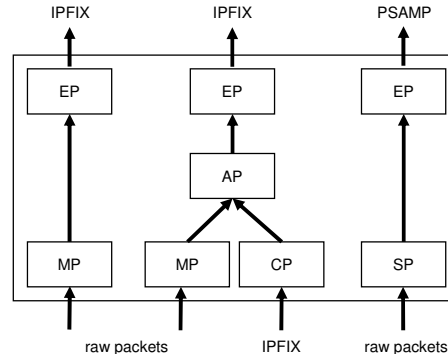 IPFIX IPFIX PSAMP
EP EP EP
AP
MP MP CP SP
raw packets IPFIX raw packets